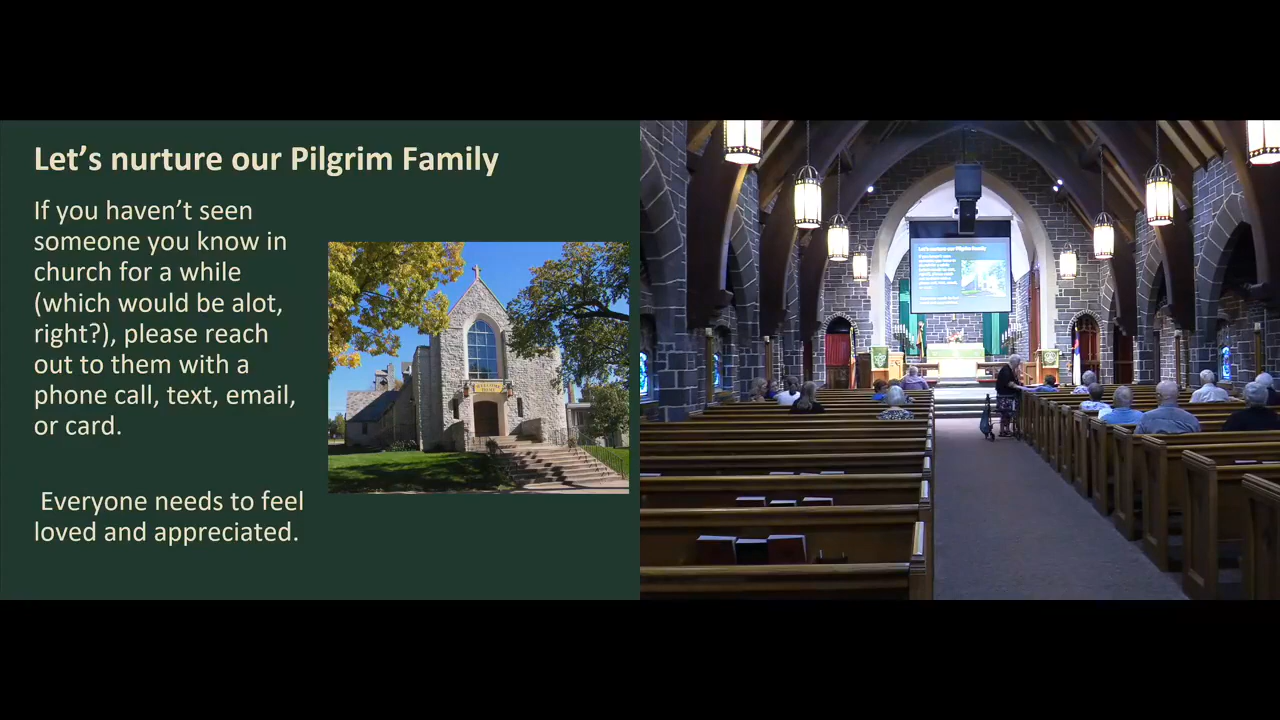 Let’s nurture our Pilgrim Family
If you haven’t seen
someone you know in
church for a while
(which would be alot,
right?), please reach
out to them with a
phone call, text, email,
or card.
Everyone needs to feel
loved and appreciated.
Let's nurture our Pilgrim Family